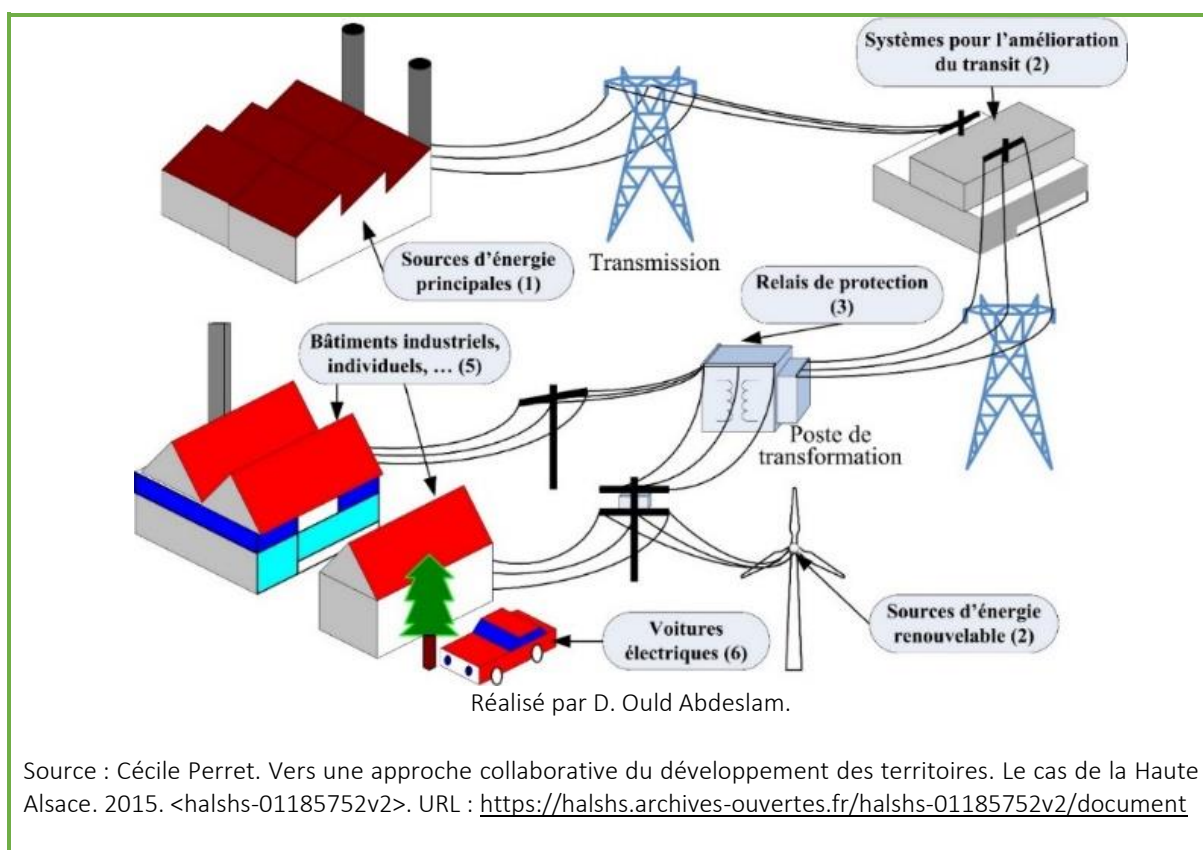 Systèmes pour l'amélioration
du transit (2)
Sources d'énergie
principales (1)
Transmission
Relais de protection
(3)
Bâtiments industriels,
individuels, … (5)
Poste de
transformation
Voitures
électriques (6)
Sources d'énergie
renouvelable (2)
Réalisé par D. Ould Abdeslam.
Source : Cécile Perret. Vers une approche collaborative du développement des territoires. Le cas de la Haute
Alsace. 2015. <halshs-01185752v2>. URL : https://halshs.archives-ouvertes.fr/halshs-01185752v2/document